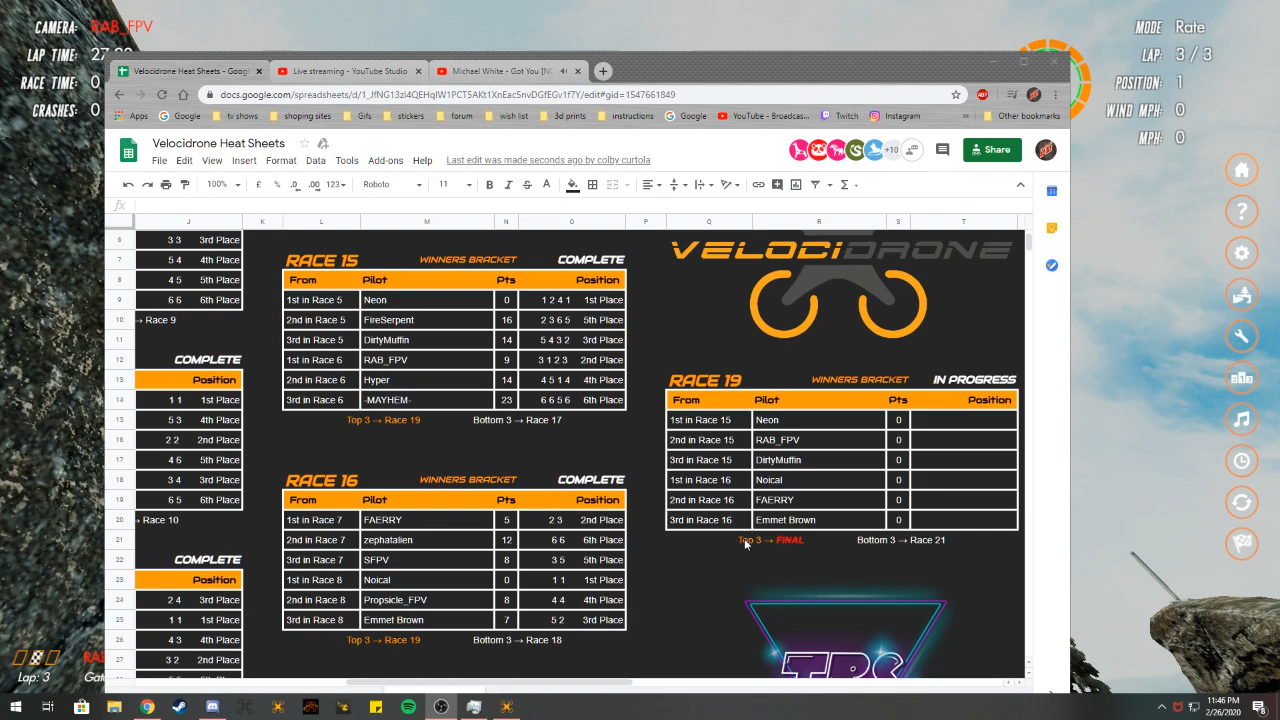 CAMERA: RAB_FPV
LAP TIME:
RACE TIME: 0
CRASHES: 0
MODE Rate
LAP: 3 / 3
POSITION: 1
WIND MPH: 0
MPH: 0
Velocidrone Heat Sheets - Googl
Live streaming - YouTube Studio
Michael White - Got You [NC
docs.google.com/spreadsheets/d/1_JfNG13zI4QEHqIW1PCT5AKt1XnEac5nvDGfEGv1f7Y/edit#gid=1547661849
Apps Google tv shows shoping sites Gifs stickers forum wish list 3d prints instructions Google YouTube - Broadcas... Twitch Instagram » Other bookmarks
Velocidrone Heat Sheets
File Edit View Insert Format Data Tools Add-ons Help Last edit was made seconds ago by colby curtola
+10
Share
100% £ % .0 .00 123 Roboto 11 B I S A
fx
J K L M N O P Q R S T
6 7 8 9 10 11 12 13 14 15 16 17 18 19 20 21 22 23 24 25 26 27
3 3 3rd Place
5 4 4th Place
4 5 5th Place
6 6 6th Place
→ Race 9
COMPLETE
Position
1 1 1st Place
5 3 4th Place
2 2 2nd Place
4 6 5th Place
3 4 3rd Place
6 5 6th Place
→ Race 10
COMPLETE
Position
2 4 3rd Place
1 1 1st Place
4 3 4th Place
3 2 2nd Place
RACE 15 WINNERS BRACKET COMPLETE
From Pilot Pts Position
1st in Race 5 Neon 0 1 2 4 1 1st Place
2nd in Race 5 FireSerpent 16 2 3 6 5 5th Place
3rd in Race 5 DirtyMuffin 14 5 4 3 2 3rd Place
1st in Race 6 RAB_FPV 9 3 1 2 3 2nd Place
2nd in Race 6 Hyper 14 4 5 1 4 4th Place
3rd in Race 6 -MAYHEM- 23 6 6 5 6 6th Place
Top 3 → Race 19 Bottom 3 → Race 17
RACE 16 WINNERS BRACKET COMPLETE
From Pilot Pts Position
1st in Race 7 FAERRY 5 2 3 2nd Place
2nd in Race 7 zephatalien 12 6 6 6th Place
3rd in Race 7 SFPV 8 3 5 5th Place
1st in Race 8 Noical 0 1 1 1st Place
2nd in Race 8 Propsicle_FPV 8 4 4 4th Place
3rd in Race 8 Emmet Brown 7 5 2 3rd Place
Top 3 → Race 19 Bottom 3 → Race 18
VELOCIDRONE
RACE 19 WINNERS BRACKET IN PROGRESS
From Pilot Pts Position
1st in Race 15 Neon 0
2nd in Race 15 RAB_FPV 0
3rd in Race 15 DirtyMuffin 0
1st in Race 16 Noical 0
2nd in Race 16 FAERRY 0
3rd in Race 16 Emmet Brown 0
Top 3 → FINAL Bottom 3 → Race 21
Lap: 3
11:46 PM
2/26/2020
8